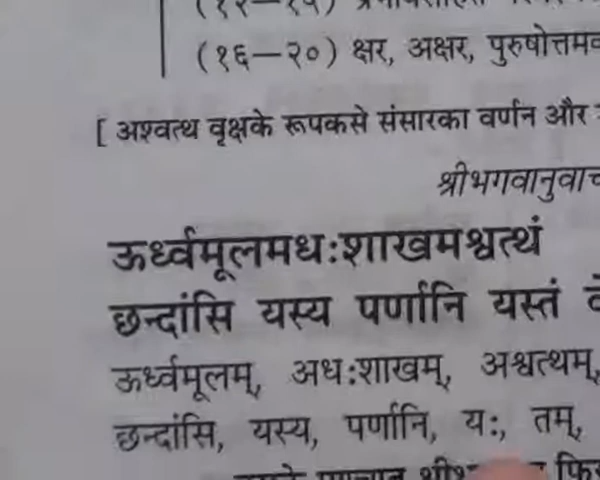 (१६—२०) क्षर, अक्षर, पुरुषोत्तमक
[ अश्वत्थ वृक्षके रूपकसे संसारका वर्णन और
श्रीभगवानुवाच
ऊर्ध्वमूलमधःशाखमश्वत्थं
छन्दांसि यस्य पर्णानि यस्तं
ऊर्ध्वमूलम्, अधःशाखम्, अश्वत्थम्,
छन्दांसि, यस्य, पर्णानि, यः, तम्,